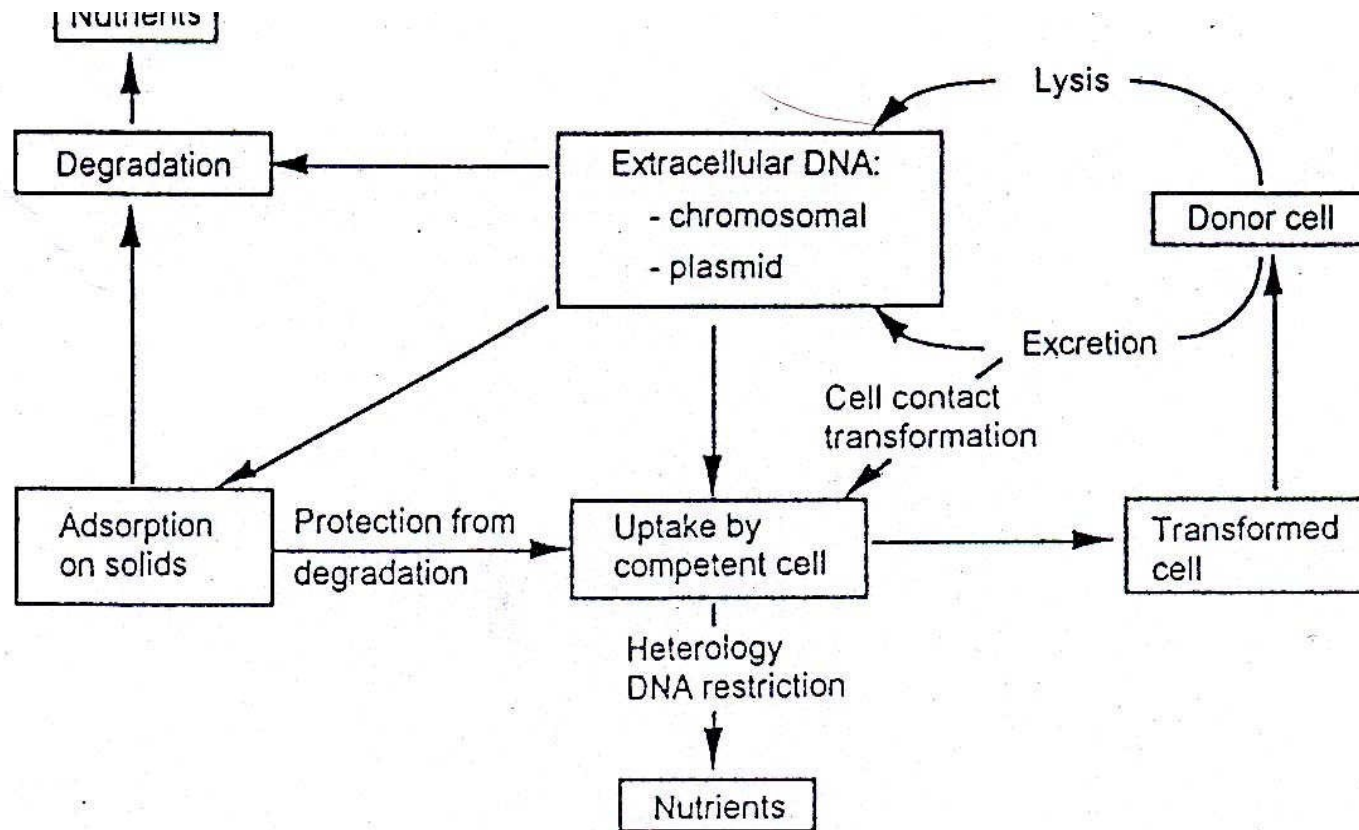 Nutrients
Lysis
Degradation
Extracellular DNA:
- chromosomal
- plasmid
Donor cell
Excretion
Cell contact
transformation
Adsorption
on solids
Protection from
degradation
Uptake by
competent cell
Transformed
cell
Heterology
DNA restriction
Nutrients